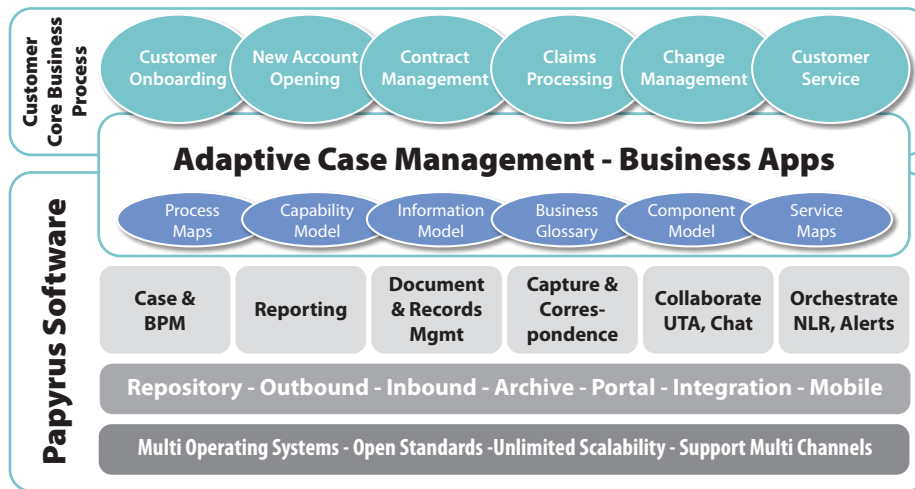 Customer
Core Business
Process
Customer
Onboarding
New Account
Opening
Contract
Management
Claims
Processing
Change
Management
Customer
Service
Adaptive Case Management - Business Apps
Papyrus Software
Process
Maps
Capability
Model
Information
Model
Business
Glossary
Component
Model
Service
Maps
Case &
BPM
Reporting
Document
& Records
Mgmt
Capture &
Corres-
pondence
Collaborate
UTA, Chat
Orchestrate
NLR, Alerts
Repository - Outbound - Inbound - Archive - Portal - Integration - Mobile
Multi Operating Systems - Open Standards -Unlimited Scalability - Support Multi Channels